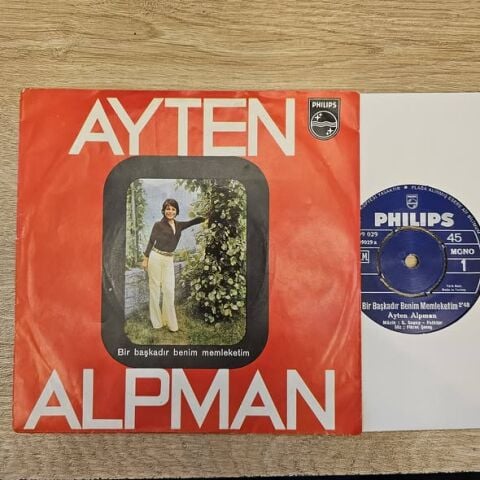 AYTEN
PHILIPS
Bir başkadır benim memleketim
ALPMAN
PHILIPS
45
MONO
1
Bir Başkadır Benim Memleketim
Ayten Alpman